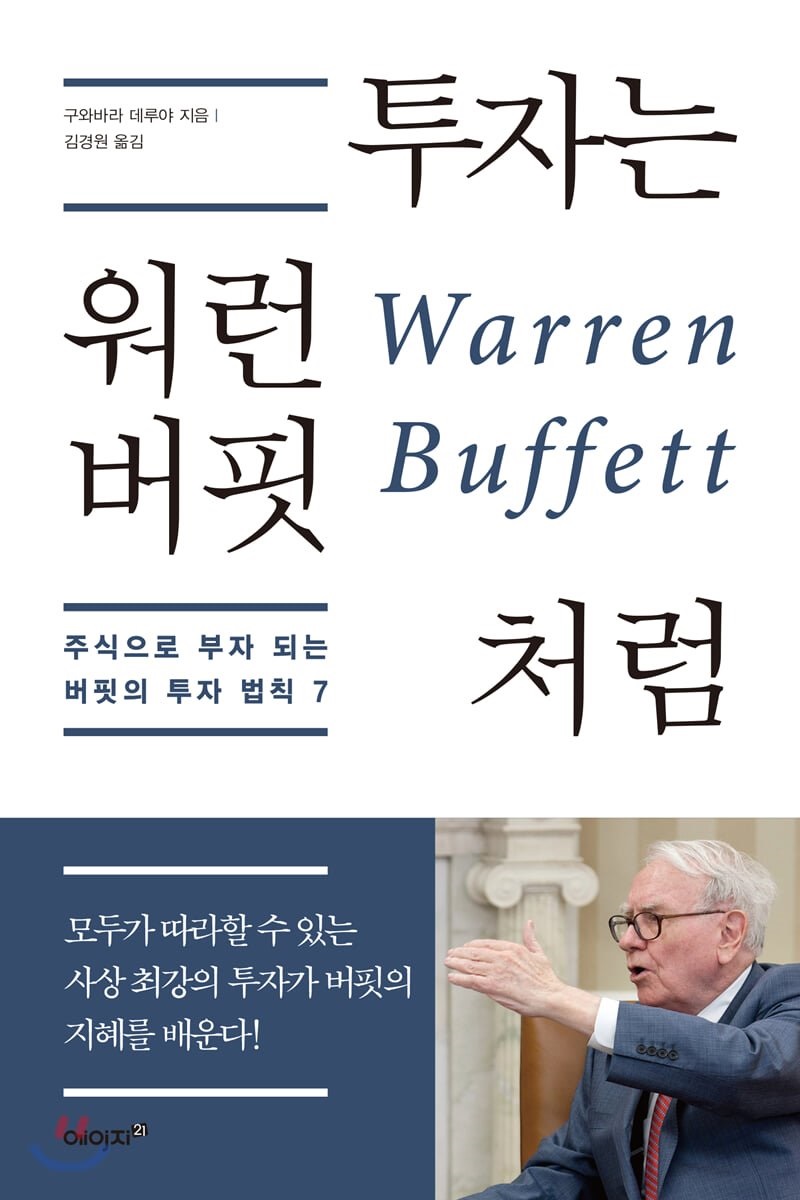 구와바라 데루야 지음 |
김경원 옮김
투자는
워런
버핏
Warren
Buffett
처럼
주식으로 부자 되는
버핏의 투자 법칙 7
모두가 따라할 수 있는
사상 최강의 투자가 버핏의
지혜를 배운다!
에이지21